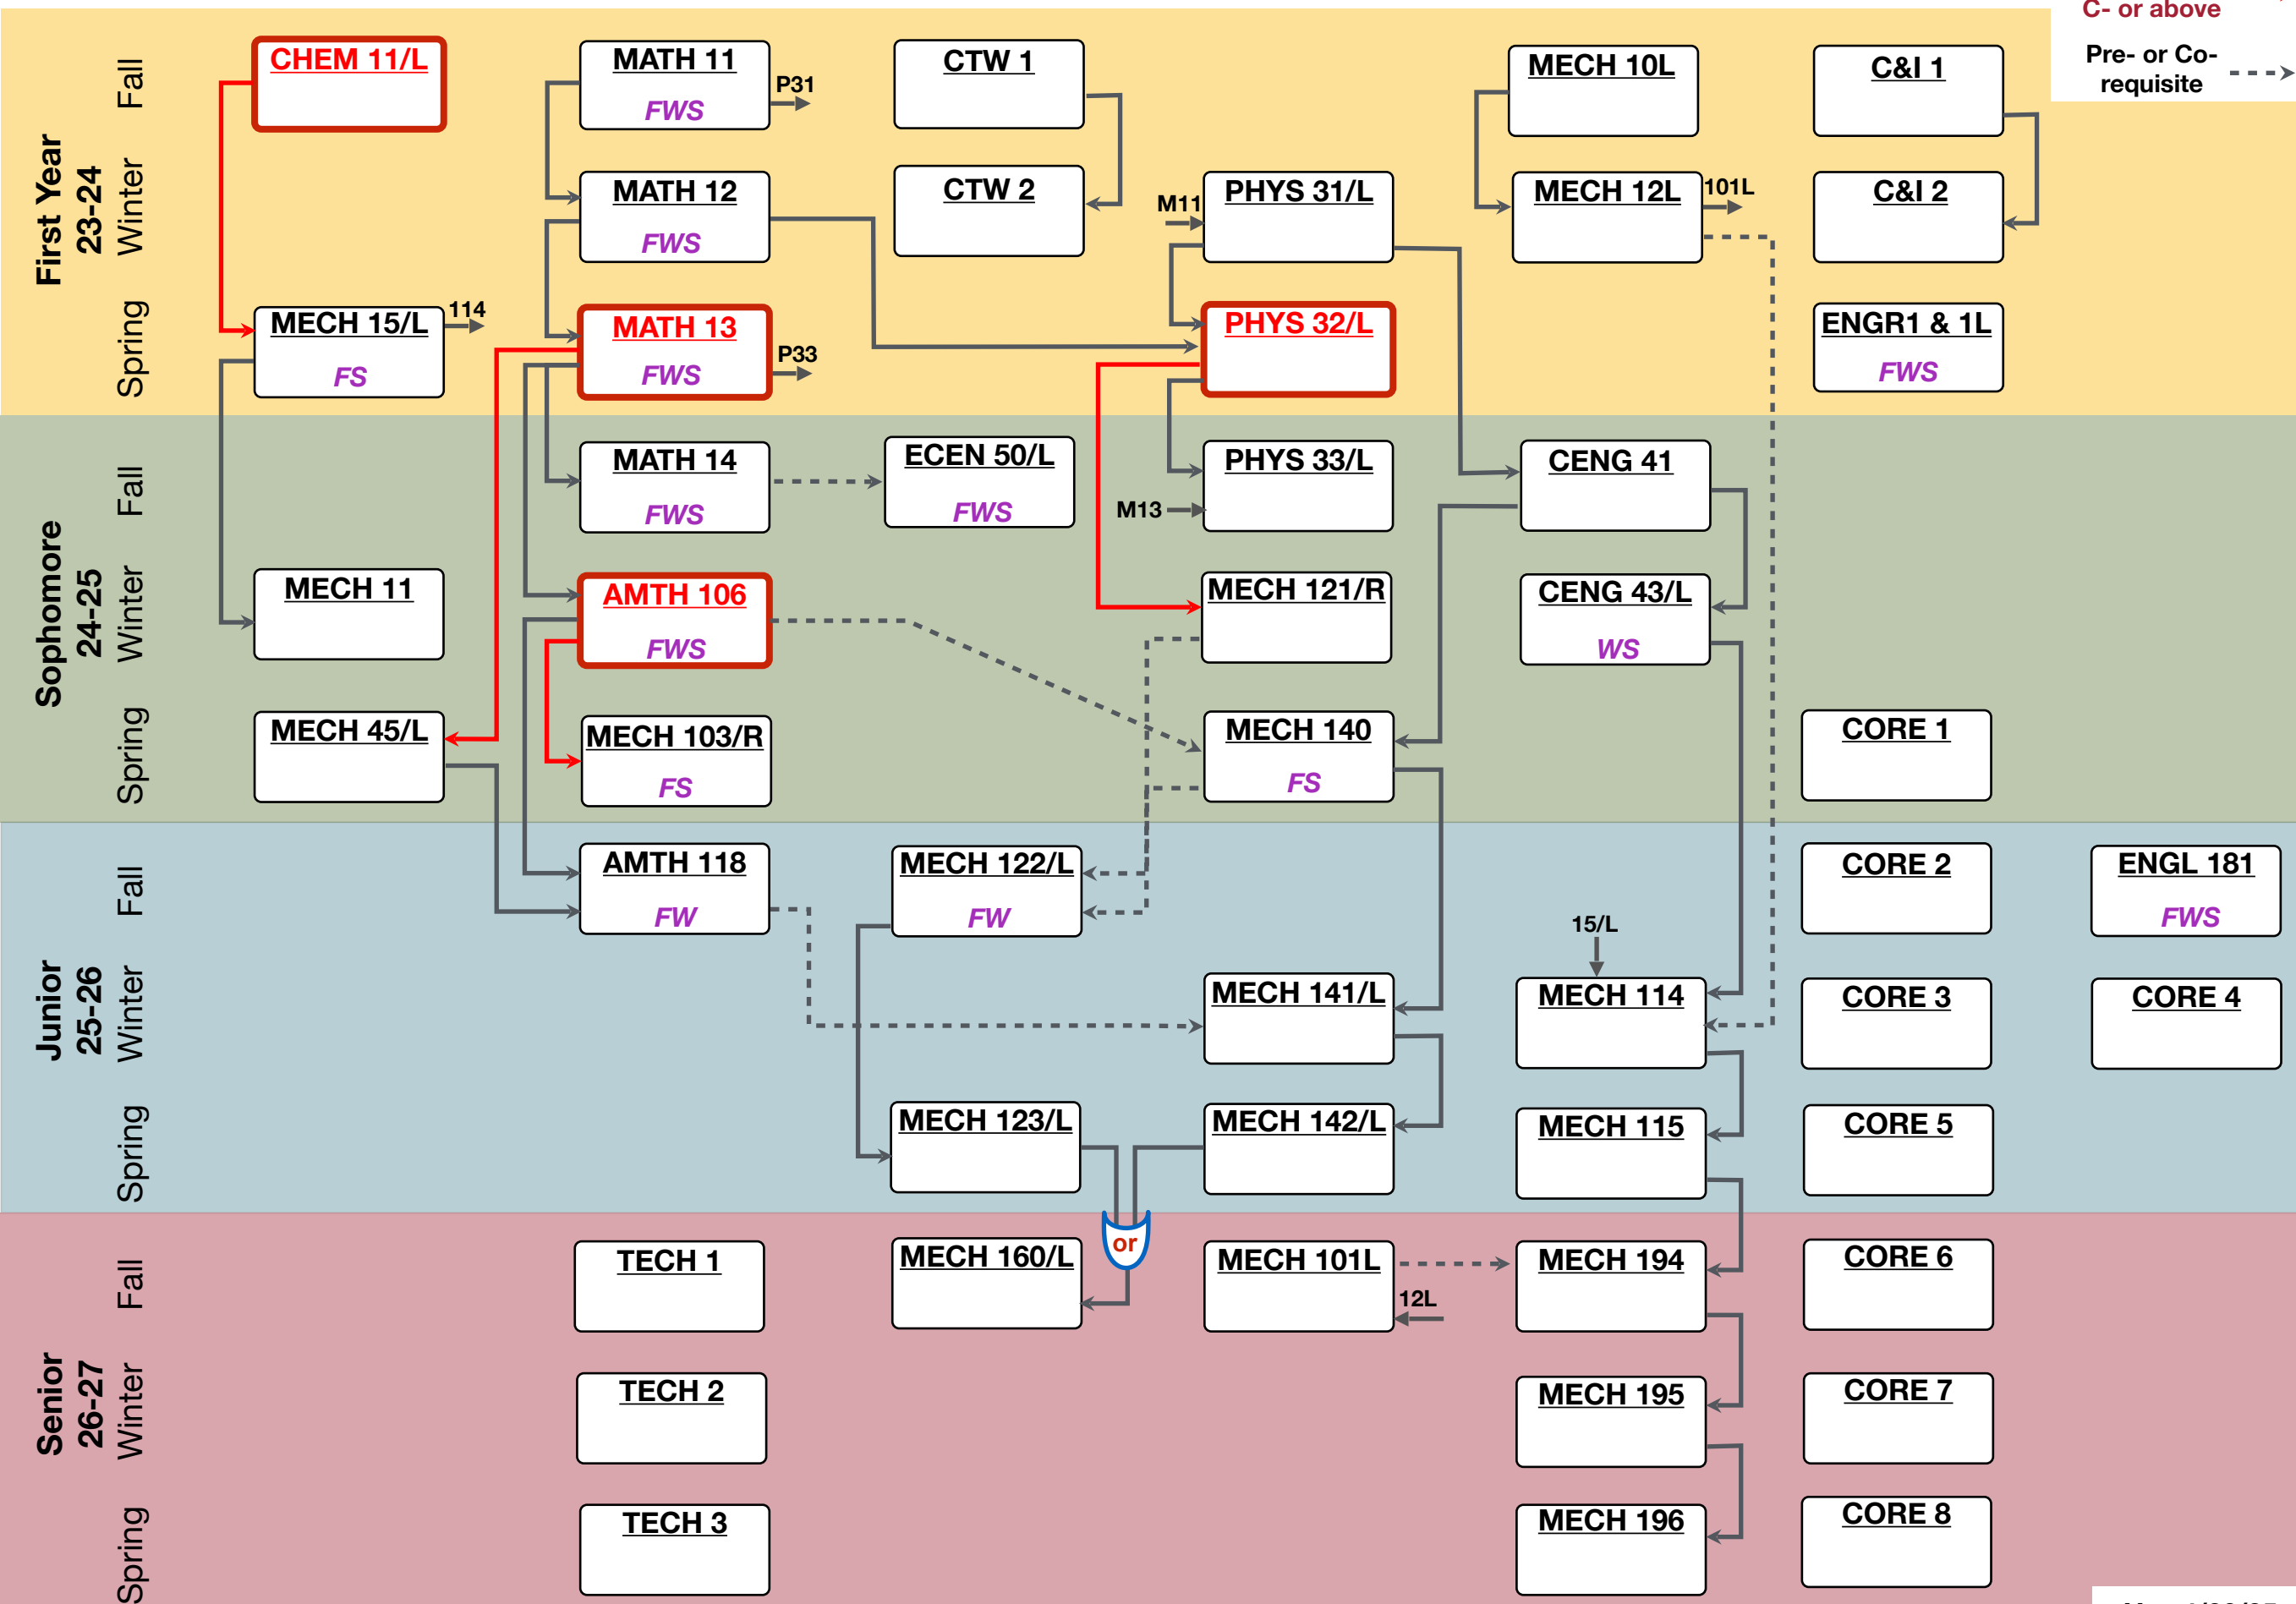 C- or above
Pre- or Co-
requisite
First Year
23-24
Fall
CHEM 11/L
MATH 11
FWS
P31
CTW 1
MECH 10L
C&I 1
Winter
MATH 12
FWS
CTW 2
M11
PHYS 31/L
MECH 12L
101L
C&I 2
Spring
MECH 15/L
FS
114
MATH 13
FWS
P33
PHYS 32/L
ENGR1 & 1L
FWS
Sophomore
24-25
Fall
MATH 14
FWS
ECEN 50/L
FWS
PHYS 33/L
M13
CENG 41
Winter
MECH 11
AMTH 106
FWS
MECH 121/R
CENG 43/L
WS
Spring
MECH 45/L
MECH 103/R
FS
MECH 140
FS
CORE 1
Junior
25-26
Fall
AMTH 118
FW
MECH 122/L
FW
CORE 2
ENGL 181
FWS
Winter
MECH 141/L
15/L
MECH 114
CORE 3
CORE 4
Spring
MECH 123/L
MECH 142/L
MECH 115
CORE 5
or
Senior
26-27
Fall
TECH 1
MECH 160/L
MECH 101L
12L
MECH 194
CORE 6
Winter
TECH 2
MECH 195
CORE 7
Spring
TECH 3
MECH 196
CORE 8